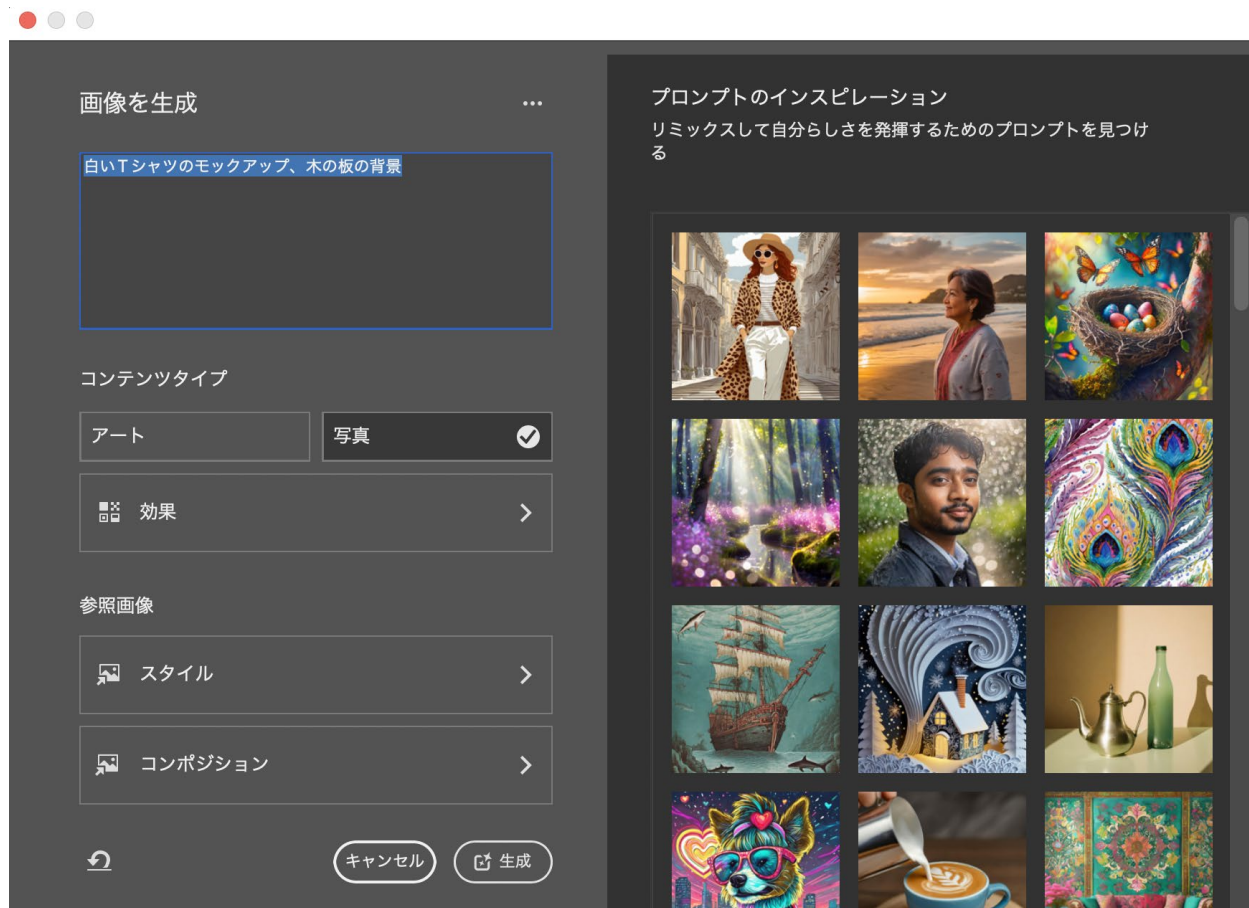 画像を生成
白いTシャツのモックアップ、木の板の背景
コンテンツタイプ
アート
写真
効果
参照画像
スタイル
コンポジション
キャンセル
生成
プロンプトのインスピレーション
リミックスして自分らしさを発揮するためのプロンプトを見つけ
る